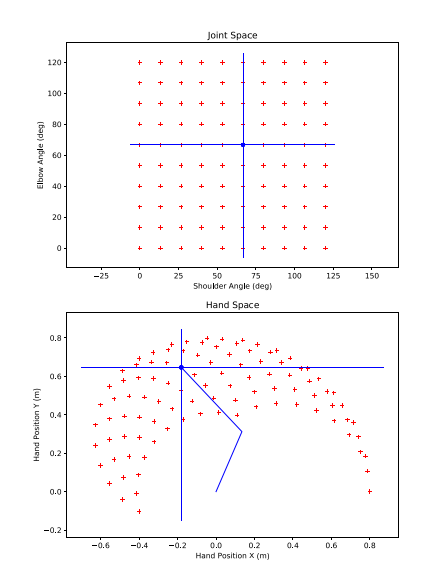 Joint Space
120
100
80
60
40
20
0
Elbow Angle (deg)
−25 0 25 50 75 100 125 150
Shoulder Angle (deg)
Hand Space
0.8
0.6
0.4
0.2
0.0
−0.2
Hand Position Y (m)
−0.6 −0.4 −0.2 0.0 0.2 0.4 0.6 0.8
Hand Position X (m)